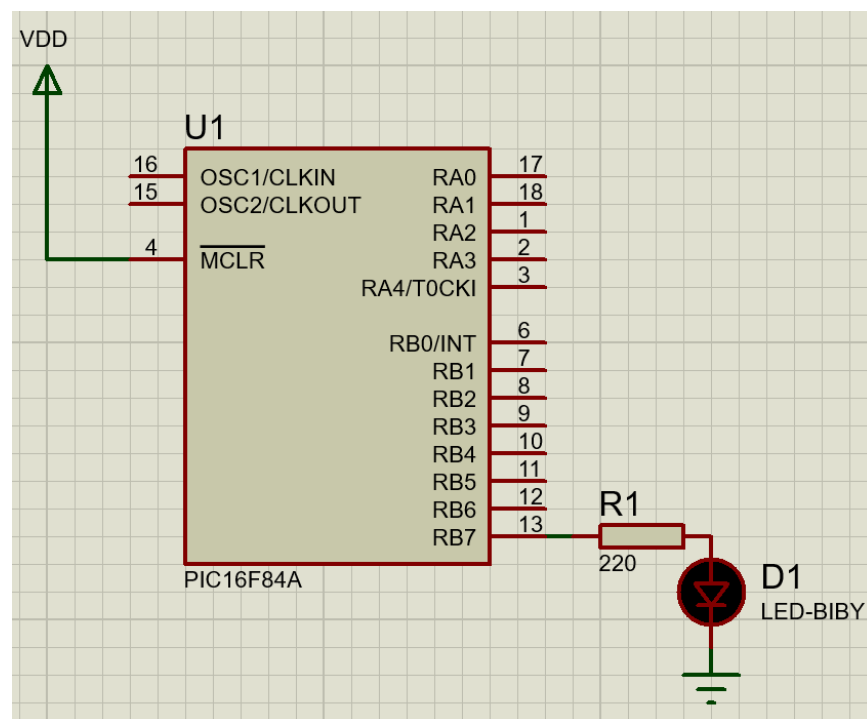 VDD
U1
16 OSC1/CLKIN RA0 17
15 OSC2/CLKOUT RA1 18
RA2 1
4 MCLR RA3 2
RA4/T0CKI 3
RB0/INT 6
RB1 7
RB2 8
RB3 9
RB4 10
RB5 11
RB6 12
RB7 13
PIC16F84A
R1
220
D1
LED-BIBY